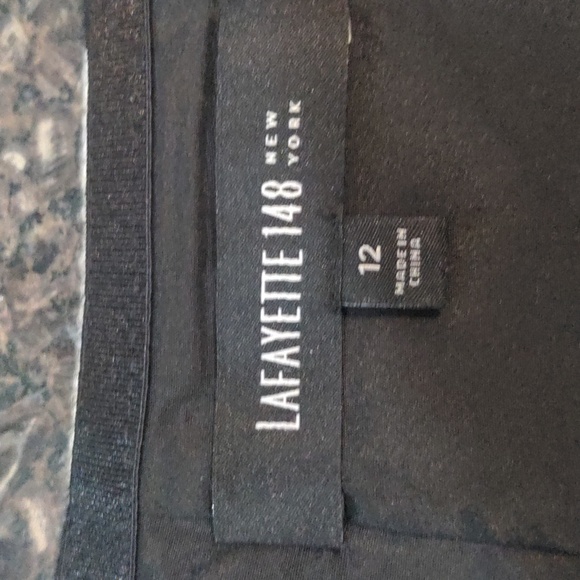 LAFAYETTE 148 NEW YORK
12
MADE IN
CHINA